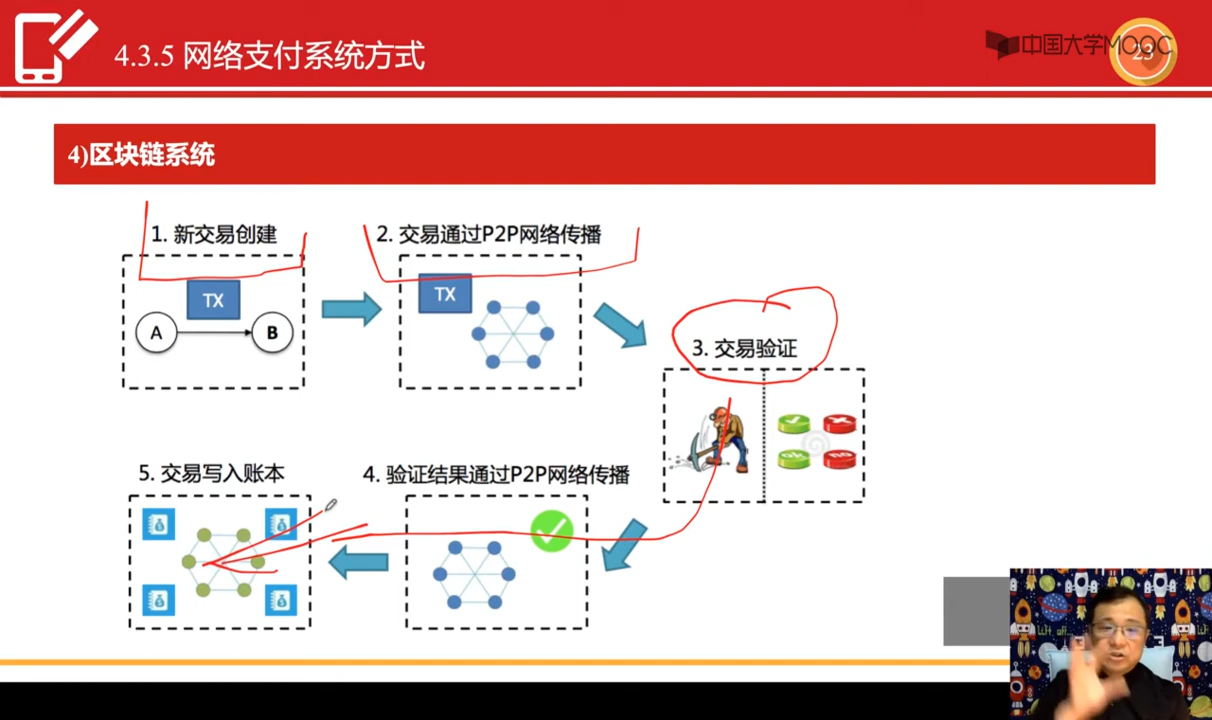 4.3.5 网络支付系统方式
中国大学MOOC
23
4)区块链系统
1. 新交易创建
TX
A
B
2. 交易通过P2P网络传播
TX
3. 交易验证
4. 验证结果通过P2P网络传播
5. 交易写入账本